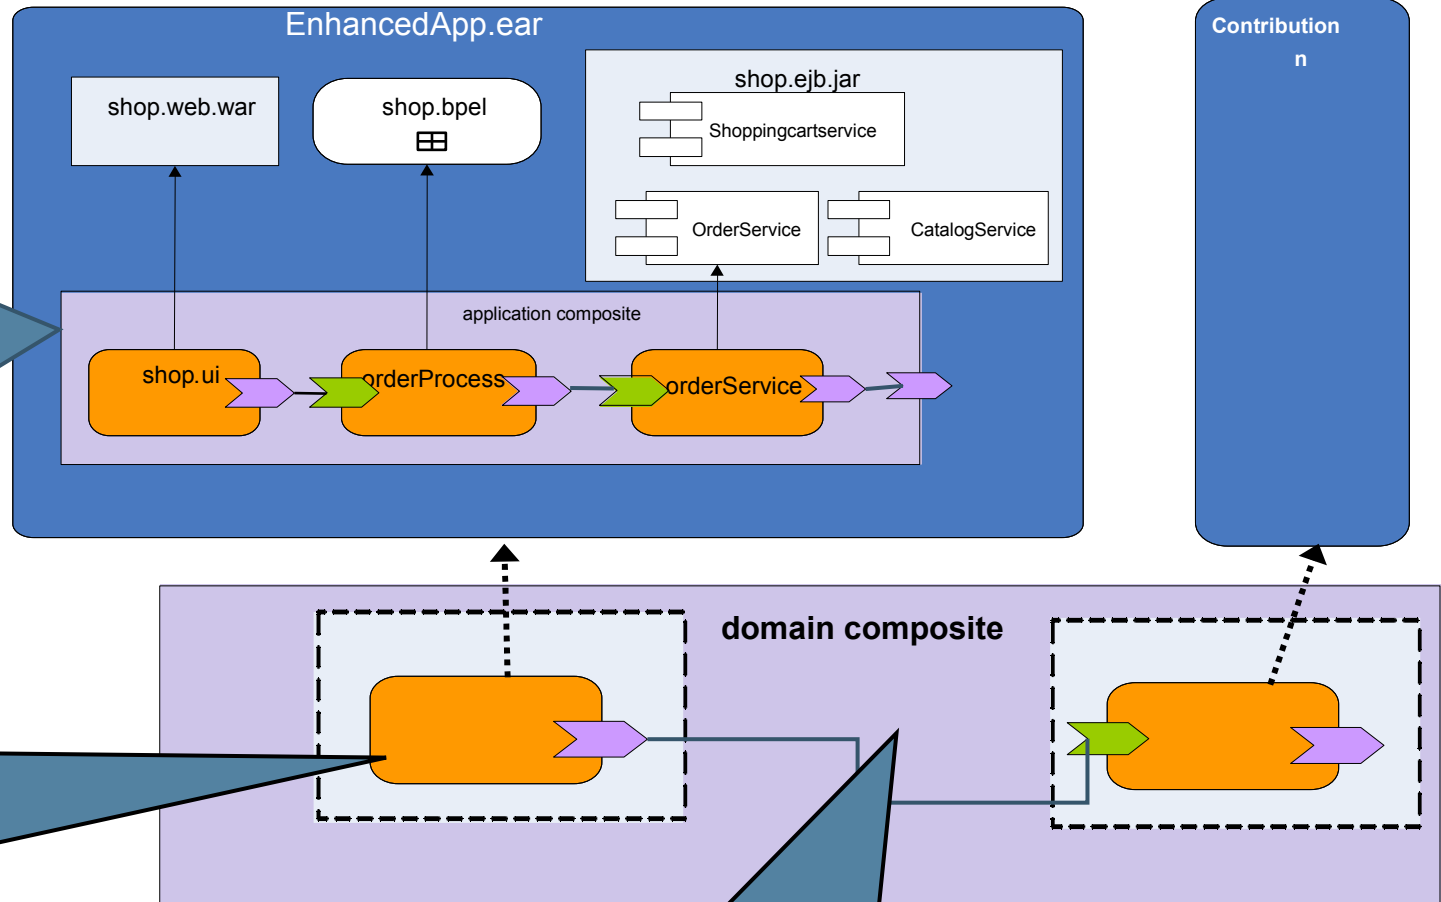 EnhancedApp.ear
Contribution
n
shop.web.war
shop.bpel
shop.ejb.jar
Shoppingcartservice
OrderService
CatalogService
application composite
shop.ui
orderProcess
orderService
domain composite